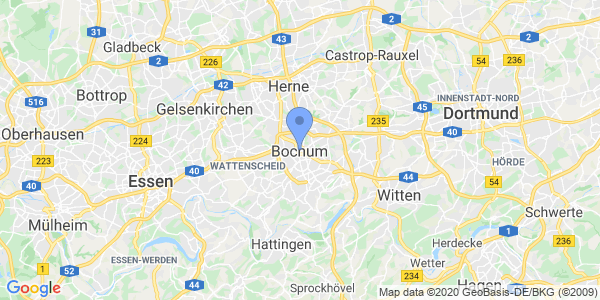 31
2
Gladbeck
43
2
226
Castrop-Rauxel
54
236
516
Bottrop
42
Herne
Gelsenkirchen
45
INNENSTADT-NORD
Oberhausen
224
235
Dortmund
40
223
Bochum
HÖRDE
40
Essen
40
WATTENSCHEID
44
54
Witten
Mülheim
Schwerte
Hattingen
1
Herdecke
236
ESSEN-WERDEN
Wetter
1
52
44
234
Hagen
Google
Sprockhövel
Map data ©2020 GeoBasis-DE/BKG (©2009)